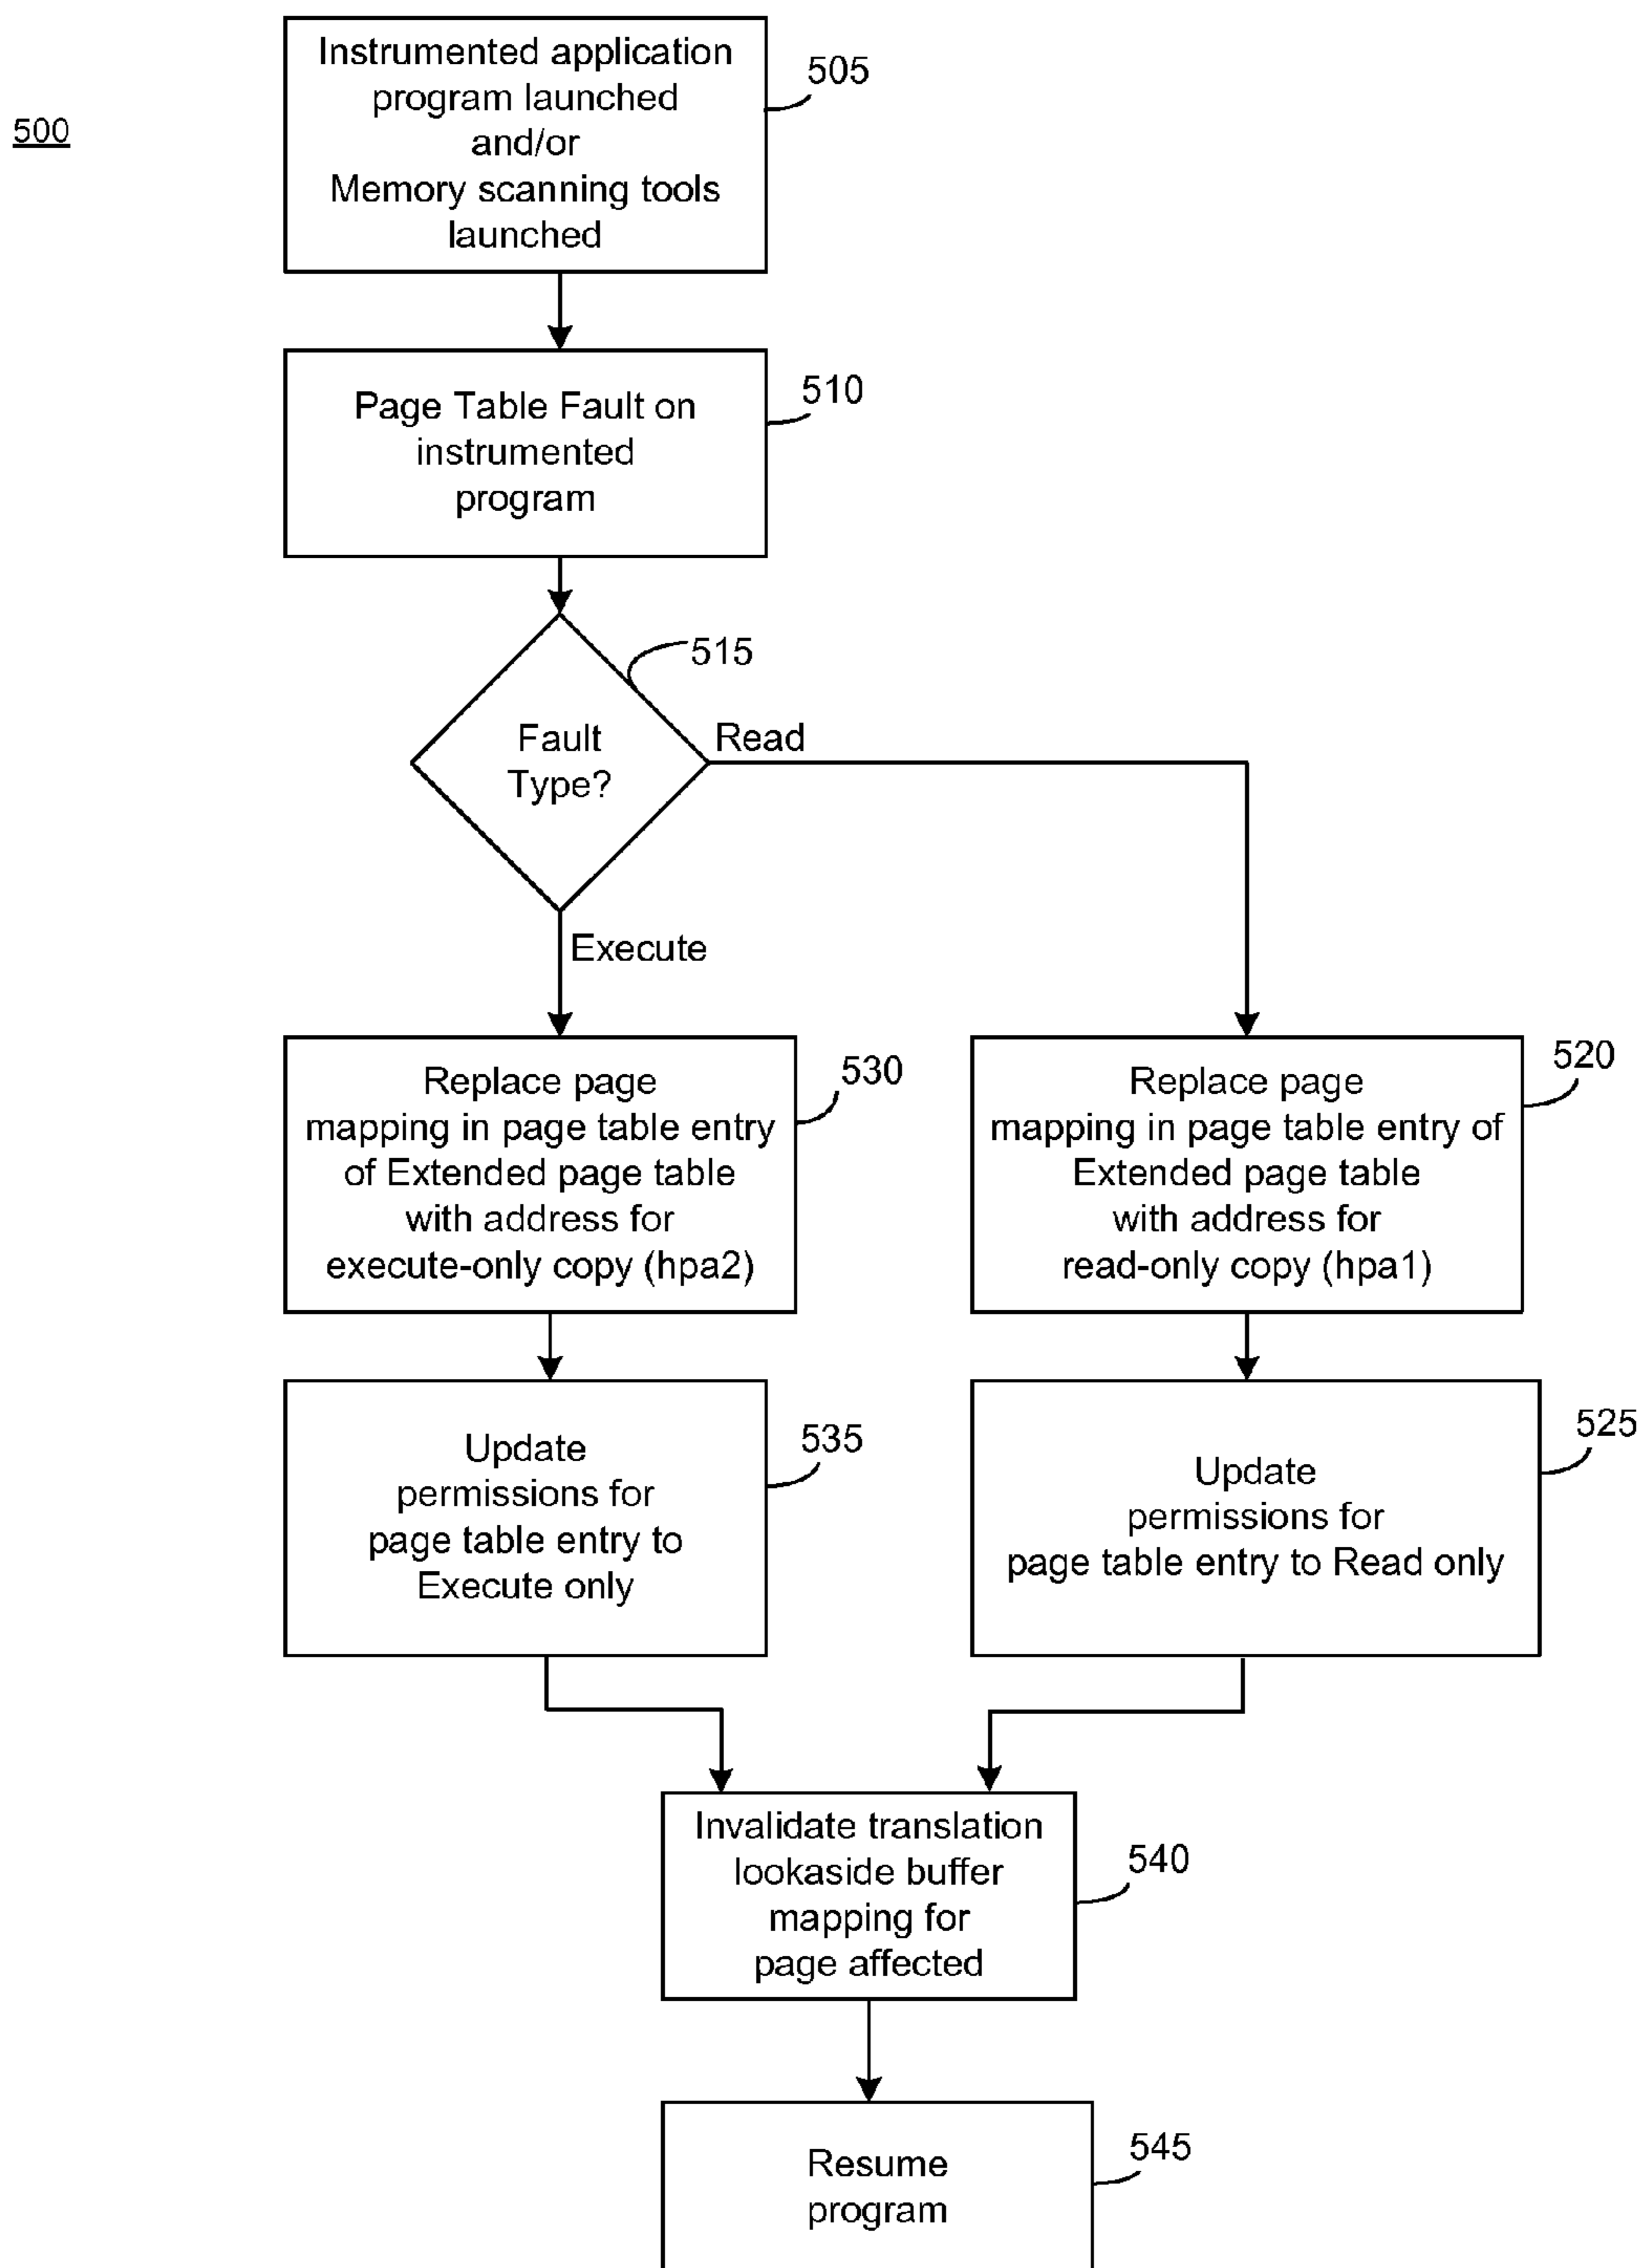 Instrumented application
program launched
and/or
Memory scanning tools
launched
505
500
Page Table Fault on
instrumented
program
510
515
Fault
Type?
Read
Execute
Replace page
mapping in page table entry
of Extended page table
with address for
execute-only copy (hpa2)
530
Replace page
mapping in page table entry of
Extended page table
with address for
read-only copy (hpa1)
520
Update
permissions for
page table entry to
Execute only
535
Update
permissions for
page table entry to Read only
525
Invalidate translation
lookaside buffer
mapping for
page affected
540
Resume
program
545